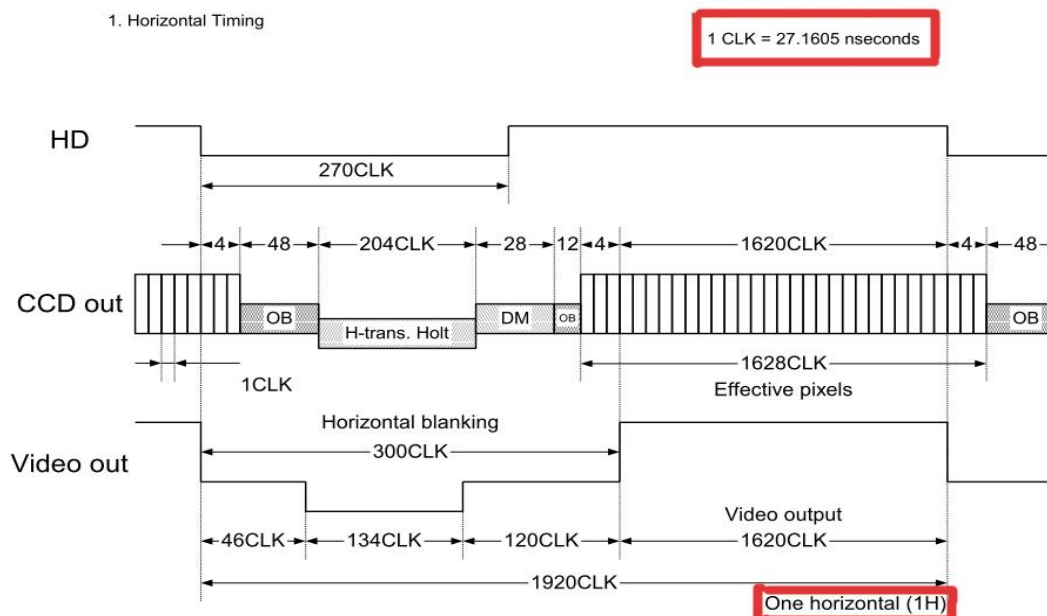 1. Horizontal Timing
1 CLK = 27.1605 nseconds
HD
270CLK
4 48 204CLK 28 12 4 1620CLK 4 48
CCD out
OB H-trans. Holt DM OB OB
1CLK
1628CLK
Effective pixels
Horizontal blanking
300CLK
Video out
Video output
46CLK 134CLK 120CLK 1620CLK
1920CLK
One horizontal (1H)